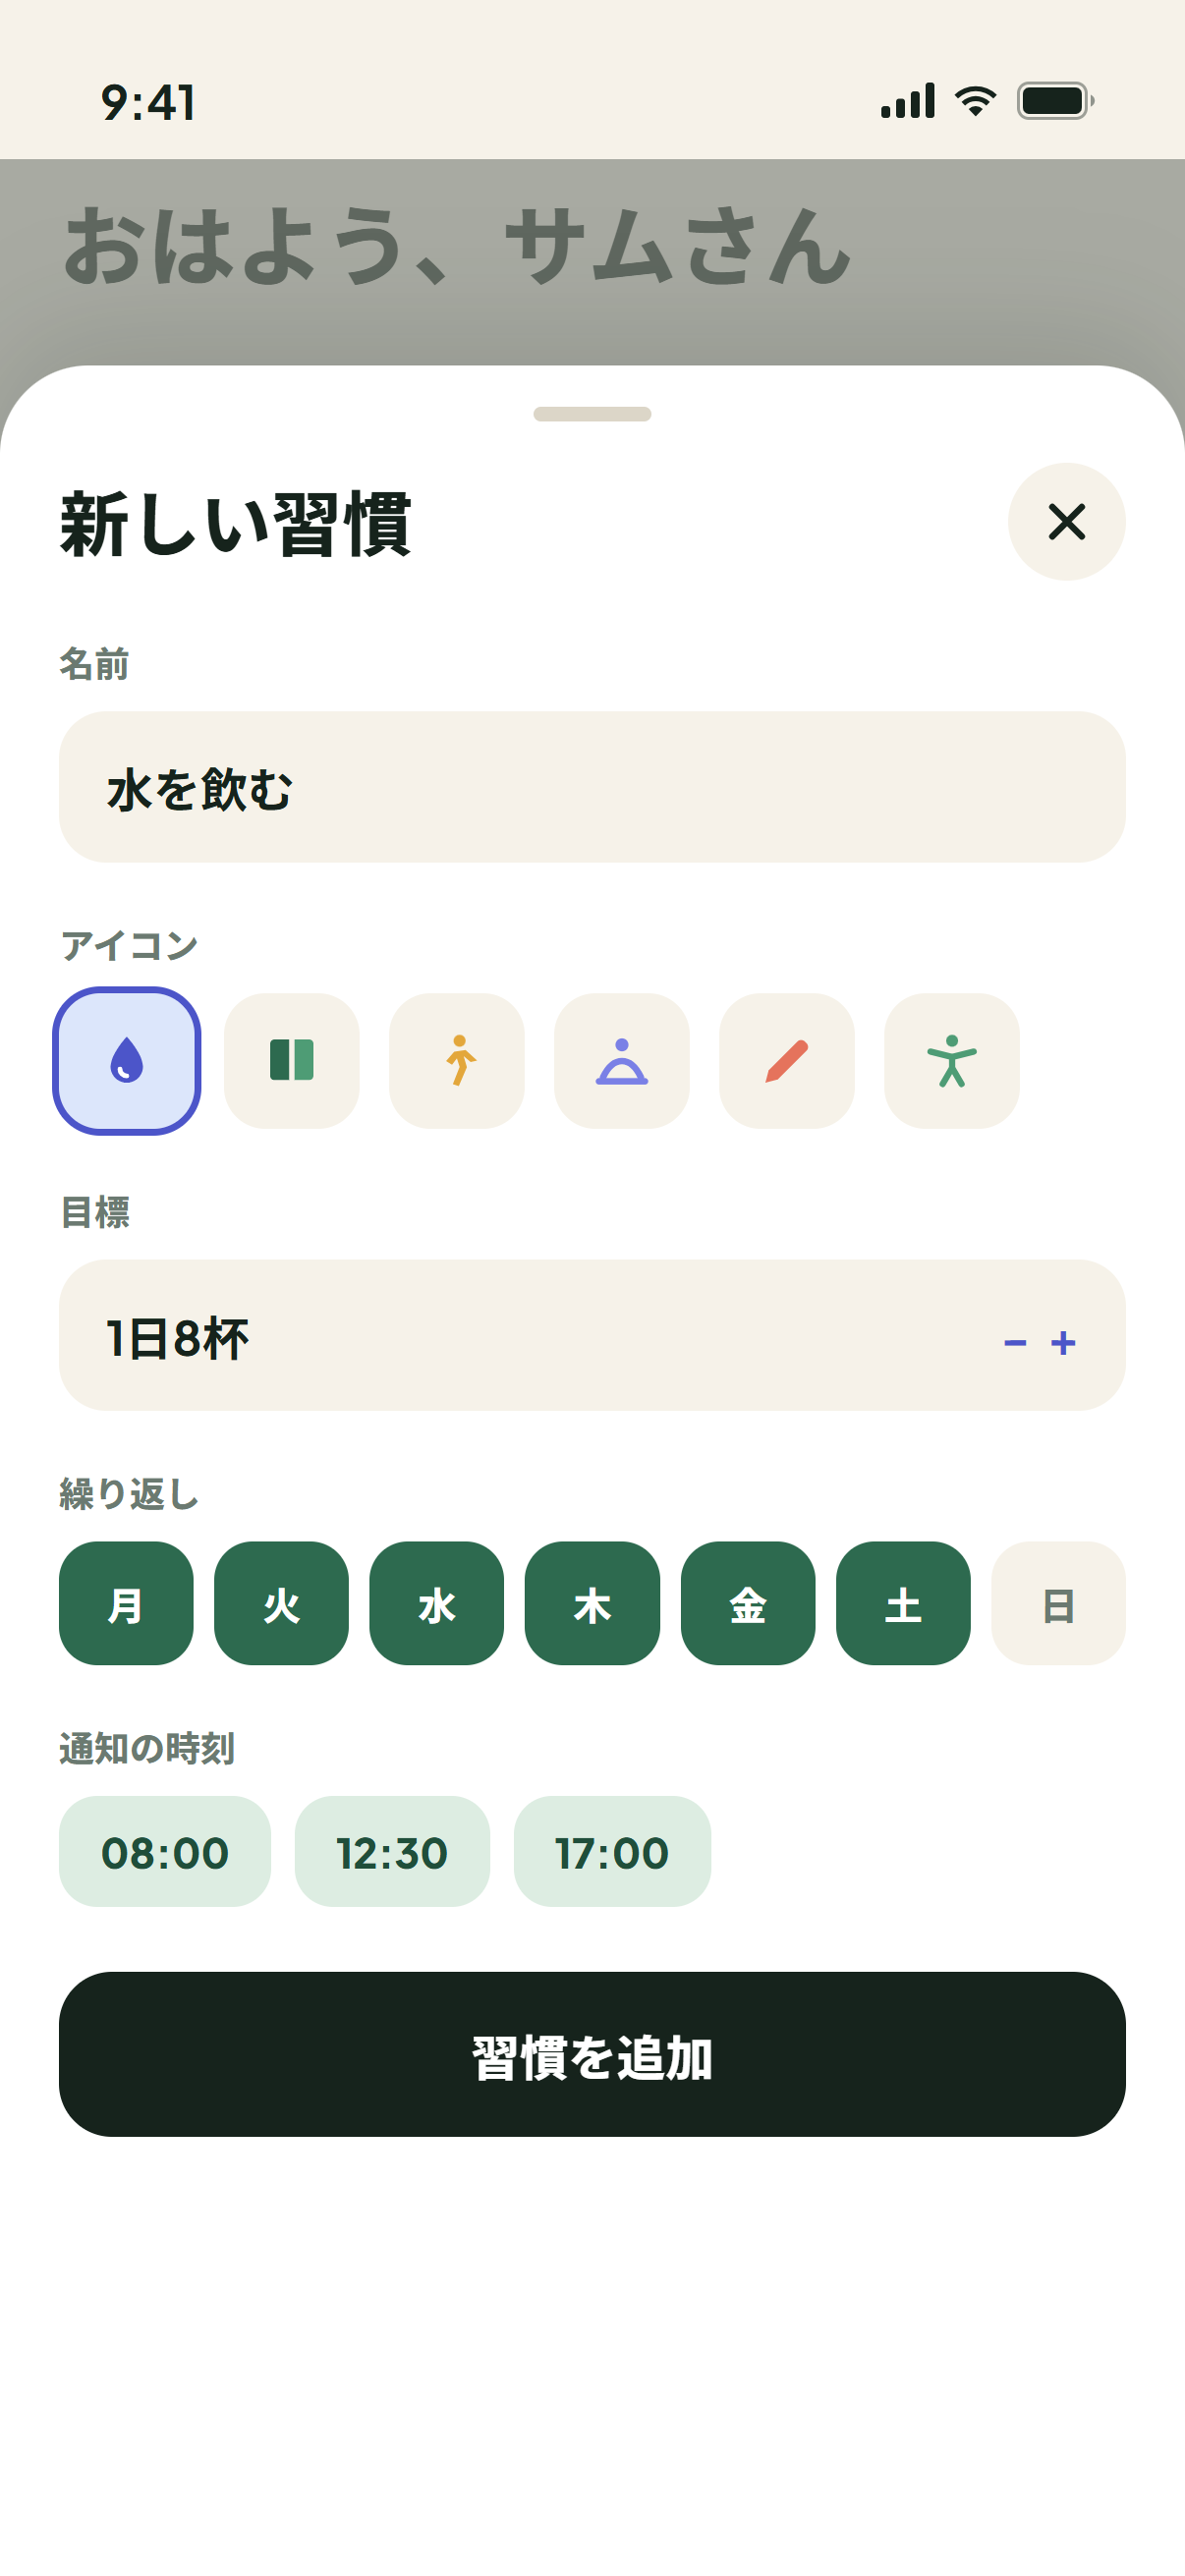 9:41
おはよう、サムさん
新しい習慣
名前
水を飲む
アイコン
目標
1日8杯 − +
繰り返し
月 火 水 木 金 土 日
通知の時刻
08:00 12:30 17:00
習慣を追加